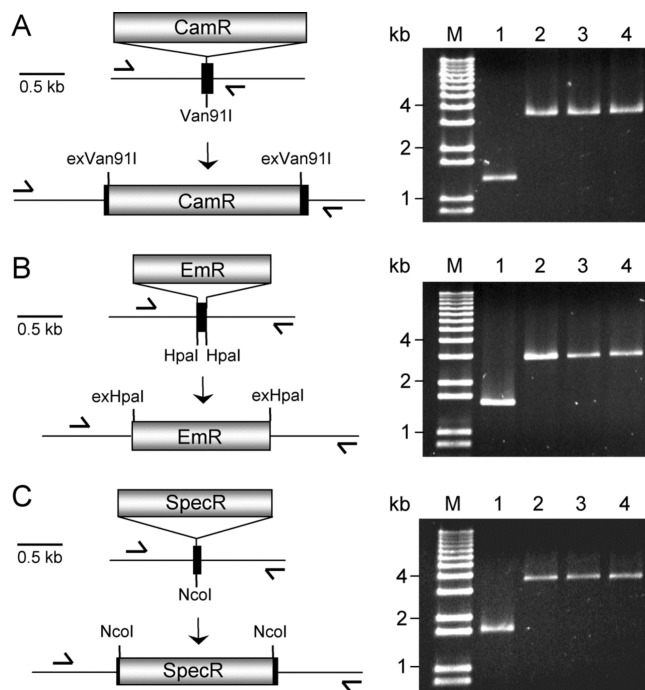 A
CamR
0.5 kb
Van91I
exVan91I exVan91I
CamR
kb M 1 2 3 4
4
2
1
B
EmR
0.5 kb
HpaI HpaI
exHpaI exHpaI
EmR
kb M 1 2 3 4
4
2
1
C
SpecR
0.5 kb
NcoI
NcoI NcoI
SpecR
kb M 1 2 3 4
4
2
1